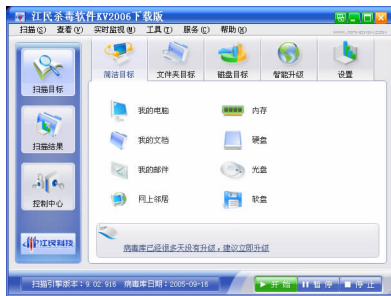 江民杀毒软件KV2006下载版
扫描(S) 查看(V) 实时监视(M) 工具(T) 服务(C) 帮助(H)
简洁目标 文件夹目标 磁盘目标 智能升级 设置
扫描目标
我的电脑 内存
我的文档 硬盘
扫描结果
我的邮件 光盘
网上邻居 软盘
控制中心
江民科技
病毒库已经很多天没有升级,建议立即升级
扫描引擎版本:9.02.916 病毒库日期:2005-09-16 开始 暂停 停止